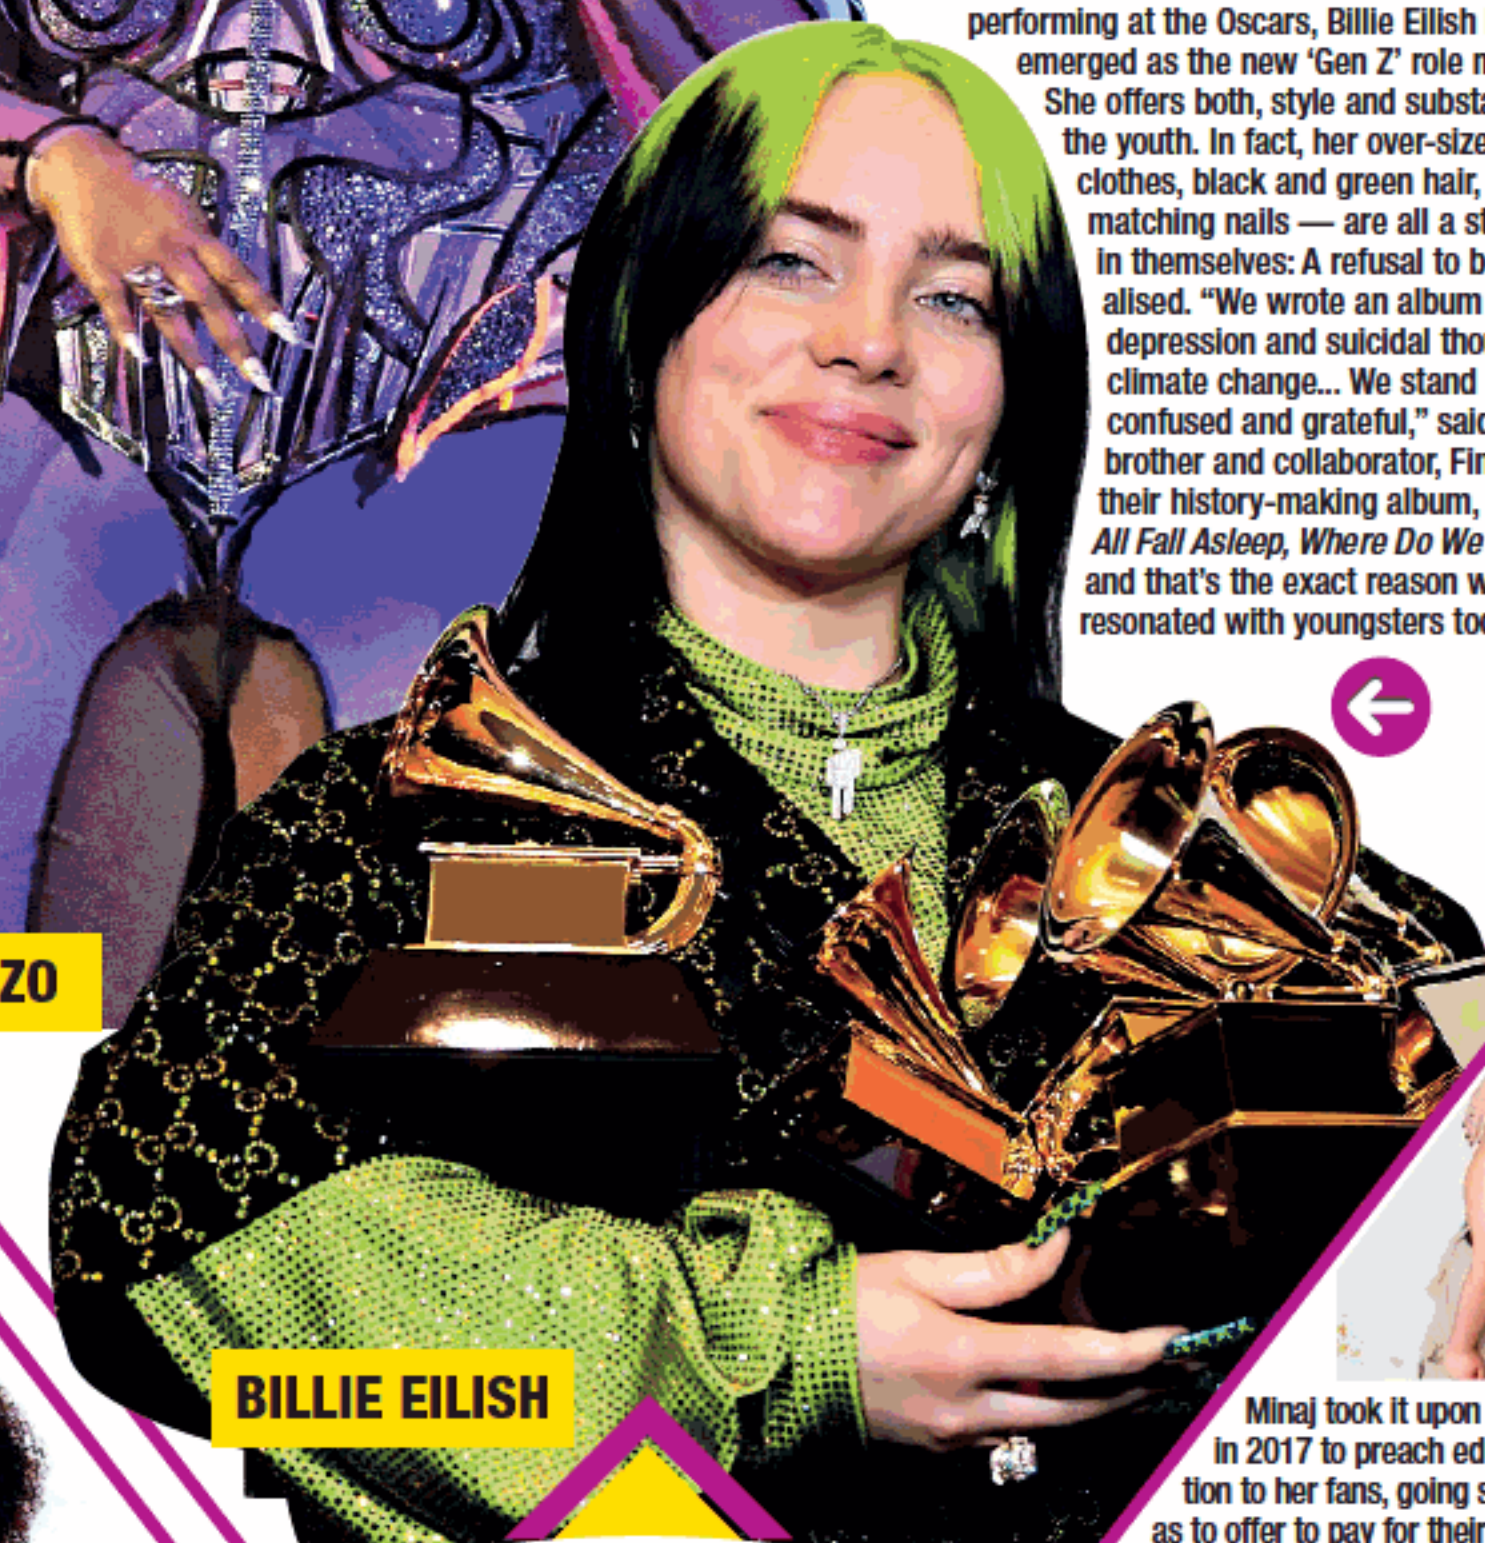 performing at the Oscars, Billie Eilish
emerged as the new ‘Gen Z’ role
She offers both, style and
the youth. In fact, her
clothes, black and green hair,
matching nails — are all a
in themselves: A refusal to
alised. “We wrote an album
depression and suicidal
climate change... We stand
confused and grateful,”
brother and collaborator,
their history-making album,
All Fall Asleep, Where Do We
and that’s the exact reason
resonated with youngsters
ZO
BILLIE EILISH
Minaj took it upon
in 2017 to preach
tion to her fans, going
as to offer to pay for their